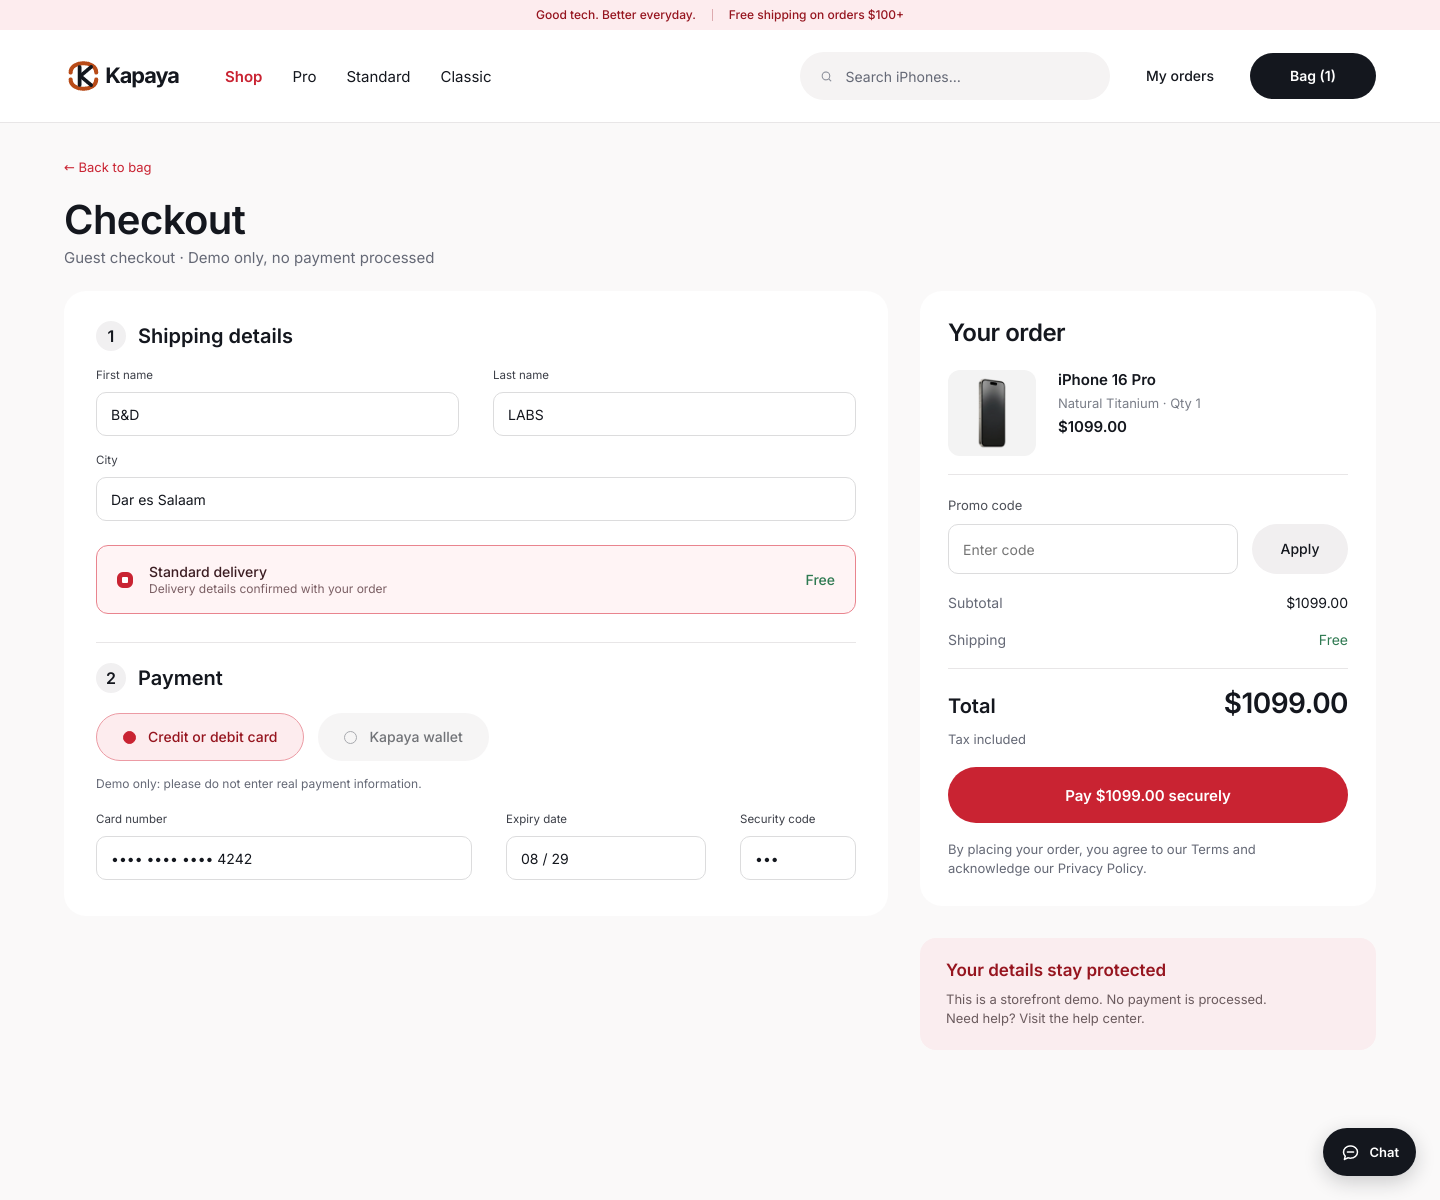 Good tech. Better everyday.
Free shipping on orders $100+
Kapaya
Shop
Pro
Standard
Classic
Search iPhones...
My orders
Bag (1)
← Back to bag
Checkout
Guest checkout · Demo only, no payment processed
1
Shipping details
First name
Last name
B&D
LABS
City
Dar es Salaam
Standard delivery
Delivery details confirmed with your order
Free
2
Payment
Credit or debit card
Kapaya wallet
Demo only: please do not enter real payment information.
Card number
Expiry date
Security code
•••• •••• •••• 4242
08 / 29
•••
Your order
iPhone 16 Pro
Natural Titanium · Qty 1
$1099.00
Promo code
Enter code
Apply
Subtotal
$1099.00
Shipping
Free
Total
$1099.00
Tax included
Pay $1099.00 securely
By placing your order, you agree to our Terms and
acknowledge our Privacy Policy.
Your details stay protected
This is a storefront demo. No payment is processed.
Need help? Visit the help center.
Chat